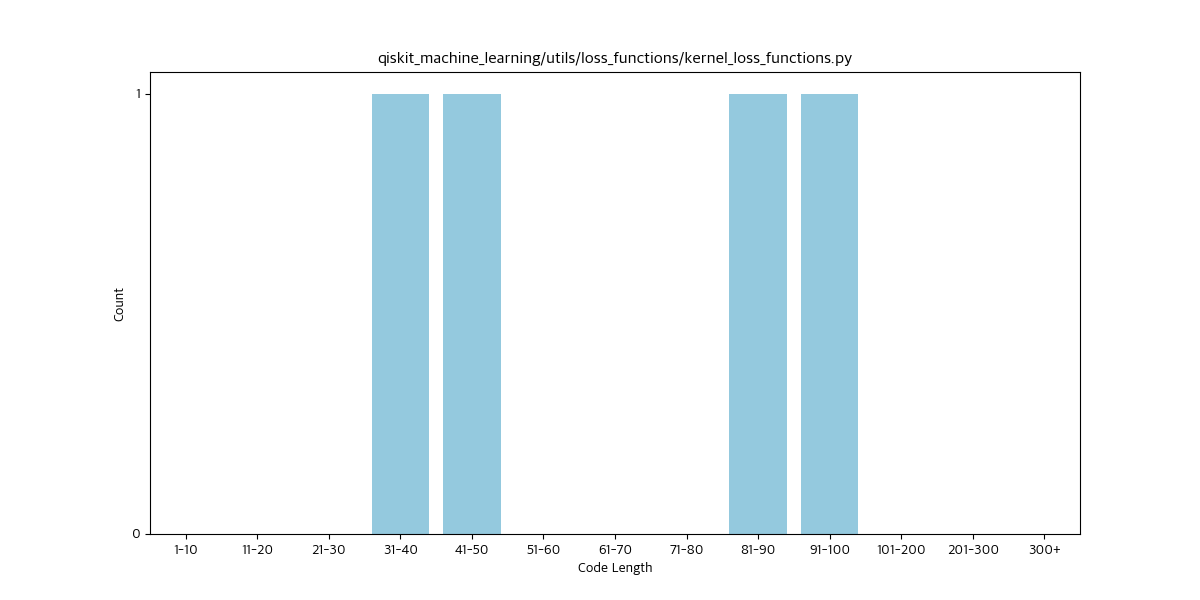 qiskit_machine_learning/utils/loss_functions/kernel_loss_functions.py
1
Count
0
1-10 11-20 21-30 31-40 41-50 51-60 61-70 71-80 81-90 91-100 101-200 201-300 300+
Code Length